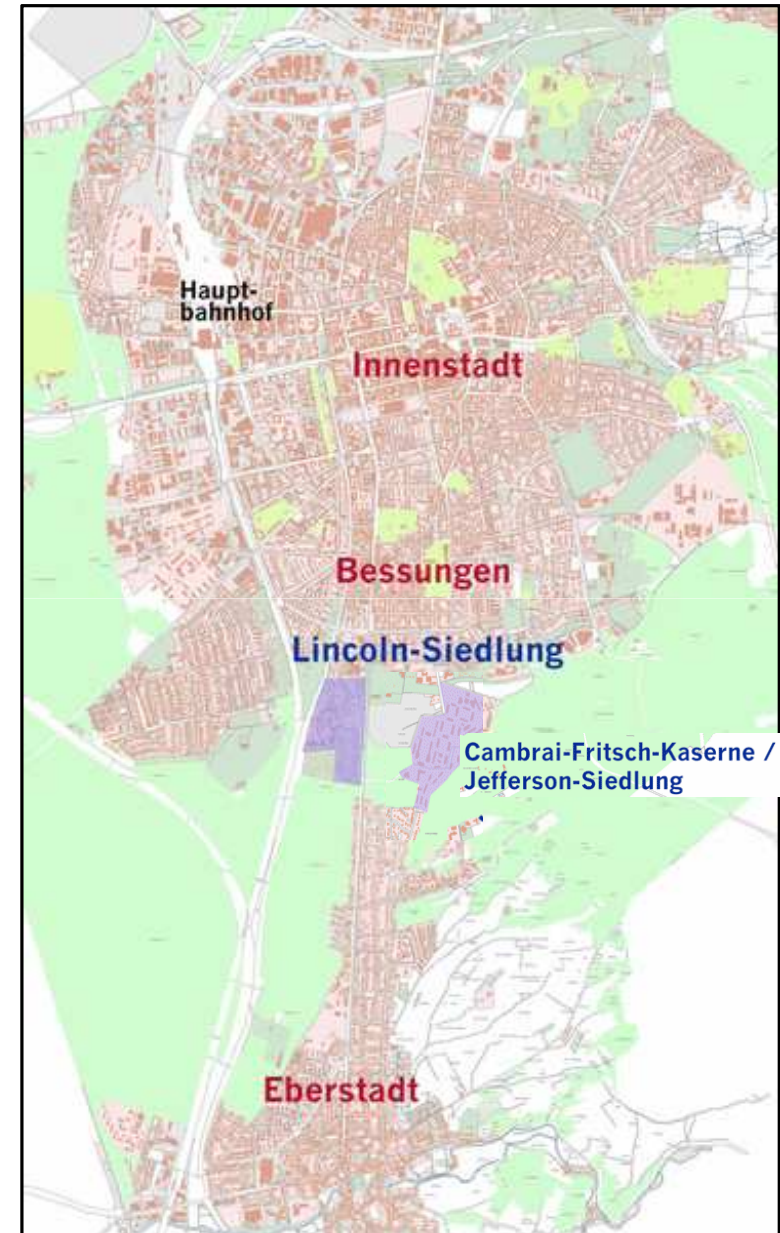 Haupt-
bahnhof
Innenstadt
Bessungen
Lincoln-Siedlung
Cambrai-Fritsch-Kaserne /
Jefferson-Siedlung
Eberstadt